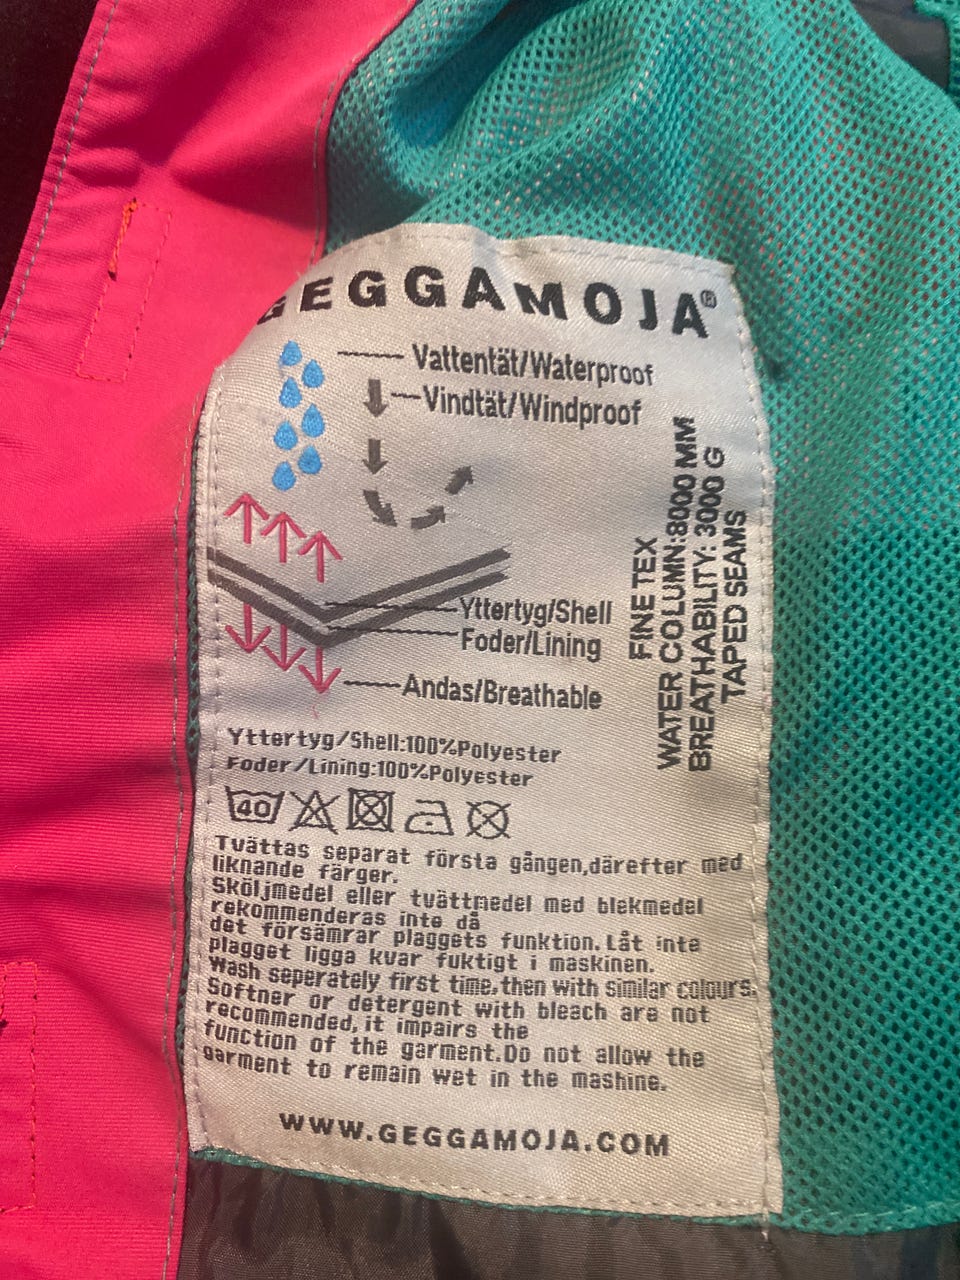 GEGGAMOJA®
Vattentät/Waterproof
Vindtät/Windproof
Yttertyg/Shell
Foder/Lining
Andas/Breathable
FINE TEX
WATER COLUMN:8000 MM
BREATHABILITY: 3000 G
TAPED SEAMS
Yttertyg/Shell:100%Polyester
Foder/Lining:100%Polyester
40
Tvättas separat första gången,därefter med
liknande färger.
Sköljmedel eller tvättmedel med blekmedel
rekommenderas inte då
det försämrar plaggets funktion. Låt inte
plagget ligga kvar fuktigt i maskinen.
Wash seperately first time.then with similar colours.
Softner or detergent with bleach are not
recommended, it impairs the
function of the garment.Do not allow the
garment to remain wet in the mashine.
WWW.GEGGAMOJA.COM